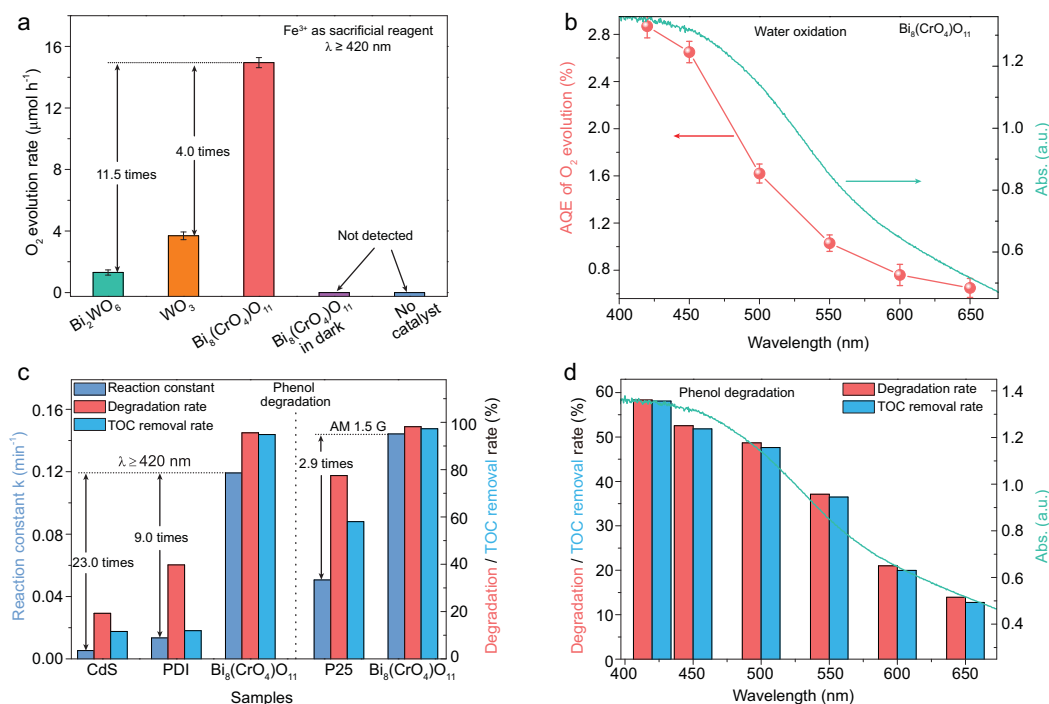 a
Fe³⁺ as sacrificial reagent
λ ≥ 420 nm
O₂ evolution rate (μmol h⁻¹)
16
12
8
4
0
11.5 times
4.0 times
Not detected
Bi₂WO₆
WO₃
Bi₈(CrO₄)O₁₁
Bi₈(CrO₄)O₁₁
in dark
No
catalyst
b
Water oxidation
Bi₈(CrO₄)O₁₁
AQE of O₂ evolution (%)
2.8
2.4
2.0
1.6
1.2
0.8
Abs. (a.u.)
1.2
1.0
0.8
0.6
400 450 500 550 600 650
Wavelength (nm)
c
Reaction constant
Degradation rate
TOC removal rate
Phenol
degradation
AM 1.5 G
λ ≥ 420 nm
23.0 times
9.0 times
2.9 times
Reaction constant k (min⁻¹)
0.16
0.12
0.08
0.04
0.00
Degradation / TOC removal rate (%)
100
80
60
40
20
0
CdS PDI Bi₈(CrO₄)O₁₁ P25 Bi₈(CrO₄)O₁₁
Samples
d
Phenol degradation
Degradation rate
TOC removal rate
Degradation / TOC removal rate (%)
60
50
40
30
20
10
0
Abs. (a.u.)
1.4
1.2
1.0
0.8
0.6
0.4
400 450 500 550 600 650
Wavelength (nm)